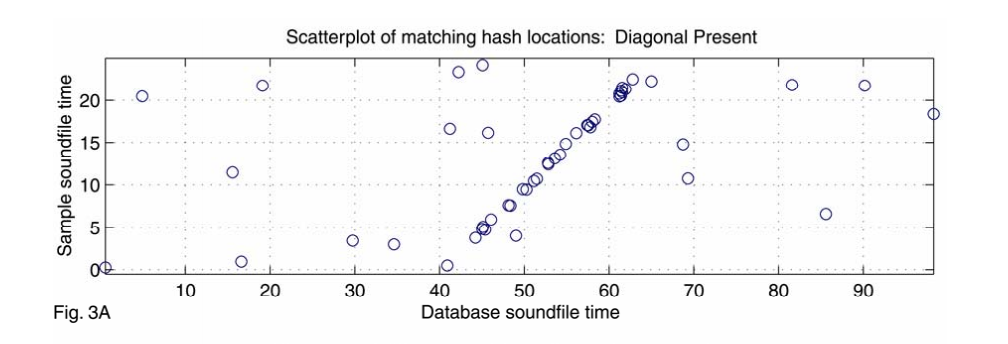 Scatterplot of matching hash locations:  Diagonal Present
Sample soundfile time
20
15
10
5
0
10 20 30 40 50 60 70 80 90
Fig. 3A
Database soundfile time